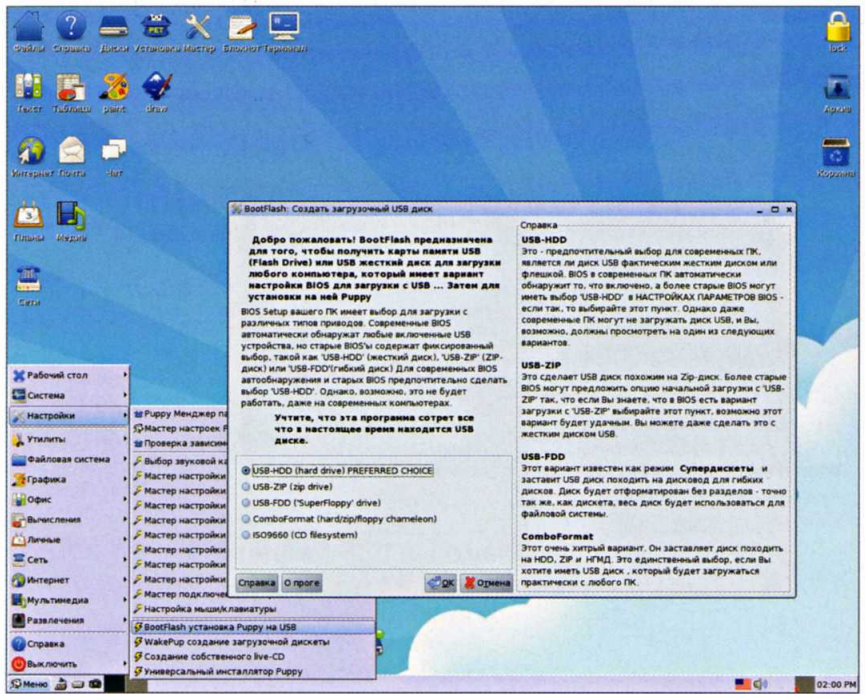 Файлы Справка Диски Установка Мастер Блокнот Терминал
lock
Текст Таблицы paint draw
Архив
Интернет Почта Чат
Корзина
Планы Медиа
Сети
BootFlash: Создать загрузочный USB диск
Добро пожаловать! BootFlash предназначена
для того, чтобы получить карты памяти USB
(Flash Drive) или USB жесткий диск для загрузки
любого компьютера, который имеет вариант
настройки BIOS для загрузки с USB ... Затем для
установки на ней Puppy
BIOS Setup вашего ПК имеет выбор для загрузки с
различных типов приводов. Современные BIOS
автоматически обнаружат любые включенные USB
устройства, но старые BIOS'ы содержат фиксированный
выбор, такой как 'USB-HDD' (жесткий диск), 'USB-ZIP' (ZIP-
диск) или 'USB-FDD'(гибкий диск) Для современных BIOS
автообнаружения и старых BIOS предпочтительно сделать
выбор 'USB-HDD'. Однако, возможно, это не будет
работать, даже на современных компьютерах.
Учтите, что эта программа сотрет все
что в настоящее время находится USB
диске.
USB-HDD (hard drive) PREFERRED CHOICE
USB-ZIP (zip drive)
USB-FDD ('SuperFloppy' drive)
ComboFormat (hard/zip/floppy chameleon)
ISO9660 (CD filesystem)
Справка О проге OK Отмена
Справка
USB-HDD
Это - предпочтительный выбор для современных ПК,
является ли диск USB фактическим жестким диском или
флешкой. BIOS в современных ПК автоматически
обнаружит то, что включено, а более старые BIOS могут
иметь выбор 'USB-HDD' в НАСТРОЙКАХ ПАРАМЕТРОВ BIOS -
если так, то выбирайте этот пункт. Однако даже
современные ПК могут не загружать диск USB, и Вы,
возможно, должны просмотреть на один из следующих
вариантов.
USB-ZIP
Это сделает USB диск похожим на Zip-диск. Более старые
BIOS могут предложить опцию начальной загрузки с 'USB-
ZIP' так, что если Вы знаете, что в BIOS есть вариант
загрузки с 'USB-ZIP' выбирайте этот пункт, возможно этот
вариант будет удачным. Вы можете даже сделать это с
жестким диском USB.
USB-FDD
Этот вариант известен как режим Супердискеты и
заставит USB диск походить на дисковод для гибких
дисков. Диск будет отформатирован без разделов - точно
так же, как дискета, весь диск будет использоваться для
файловой системы.
ComboFormat
Этот очень хитрый вариант. Он заставляет диск походить
на HDD, ZIP и НГМД. Это единственный выбор, если Вы
хотите иметь USB диск , который будет загружаться
практически с любого ПК.
Рабочий стол
Система
Настройки
Утилиты
Файловая система
Графика
Офис
Вычисления
Личные
Сеть
Интернет
Мультимедиа
Развлечения
Справка
Выключить
Puppy Менджер па
Мастер настроек P
Проверка зависим
Выбор звуковой ка
Мастер настройки
Мастер настройки
Мастер настройки
Мастер настройки
Мастер настройки
Мастер настройки
Мастер настройки
Мастер настройки
Мастер подключе
Настройка мыши/клавиатуры
BootFlash установка Puppy на USB
WakePup создание загрузочной дискеты
Создание собственного live-CD
Универсальный инсталлятор Puppy
Меню
02:00 PM